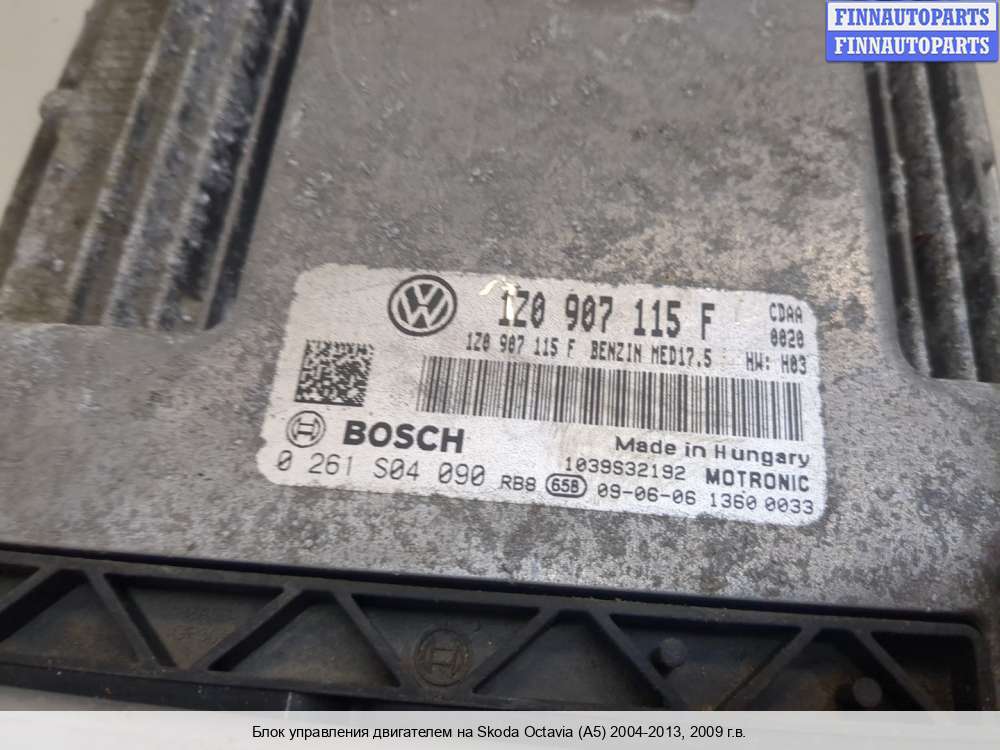 FINNAUTOPARTS
FINNAUTOPARTS
1Z0 907 115 F CDAA
1Z0 907 115 F BENZIN MED17.5 0020
HW: H03
BOSCH Made in Hungary
1039S32192 MOTRONIC
0 261 S04 090 RB8 65B 09-06-06 1360 0033
Блок управления двигателем на Skoda Octavia (A5) 2004-2013, 2009 г.в.